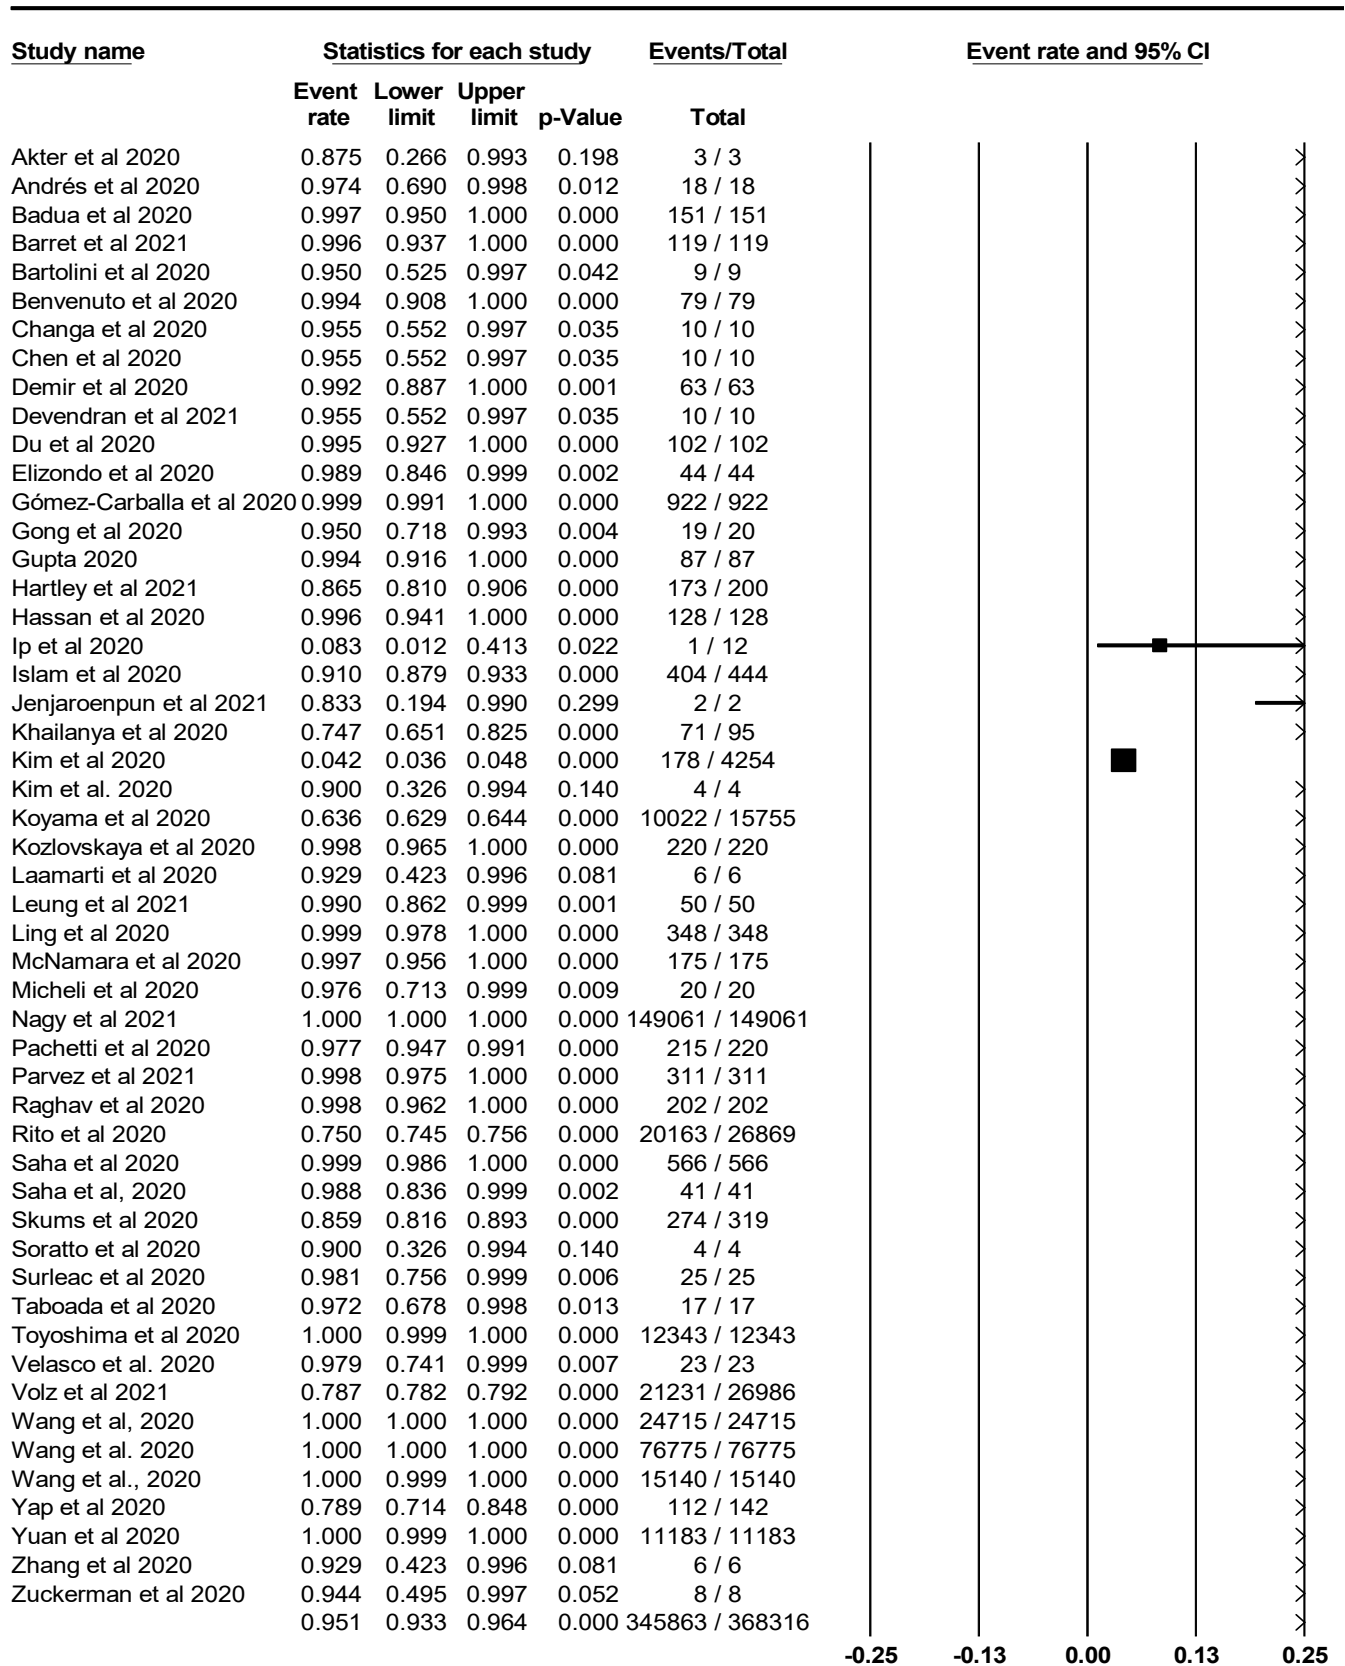 Study name Statistics for each study Events/Total Event rate and 95% CI
Event Lower Upper
rate limit limit p-Value Total
Akter et al 2020 0.875 0.266 0.993 0.198 3 / 3
Andrés et al 2020 0.974 0.690 0.998 0.012 18 / 18
Badua et al 2020 0.997 0.950 1.000 0.000 151 / 151
Barret et al 2021 0.996 0.937 1.000 0.000 119 / 119
Bartolini et al 2020 0.950 0.525 0.997 0.042 9 / 9
Benvenuto et al 2020 0.994 0.908 1.000 0.000 79 / 79
Changa et al 2020 0.955 0.552 0.997 0.035 10 / 10
Chen et al 2020 0.955 0.552 0.997 0.035 10 / 10
Demir et al 2020 0.992 0.887 1.000 0.001 63 / 63
Devendran et al 2021 0.955 0.552 0.997 0.035 10 / 10
Du et al 2020 0.995 0.927 1.000 0.000 102 / 102
Elizondo et al 2020 0.989 0.846 0.999 0.002 44 / 44
Gómez-Carballa et al 2020 0.999 0.991 1.000 0.000 922 / 922
Gong et al 2020 0.950 0.718 0.993 0.004 19 / 20
Gupta 2020 0.994 0.916 1.000 0.000 87 / 87
Hartley et al 2021 0.865 0.810 0.906 0.000 173 / 200
Hassan et al 2020 0.996 0.941 1.000 0.000 128 / 128
Ip et al 2020 0.083 0.012 0.413 0.022 1 / 12
Islam et al 2020 0.910 0.879 0.933 0.000 404 / 444
Jenjaroenpun et al 2021 0.833 0.194 0.990 0.299 2 / 2
Khailanya et al 2020 0.747 0.651 0.825 0.000 71 / 95
Kim et al 2020 0.042 0.036 0.048 0.000 178 / 4254
Kim et al. 2020 0.900 0.326 0.994 0.140 4 / 4
Koyama et al 2020 0.636 0.629 0.644 0.000 10022 / 15755
Kozlovskaya et al 2020 0.998 0.965 1.000 0.000 220 / 220
Laamarti et al 2020 0.929 0.423 0.996 0.081 6 / 6
Leung et al 2021 0.990 0.862 0.999 0.001 50 / 50
Ling et al 2020 0.999 0.978 1.000 0.000 348 / 348
McNamara et al 2020 0.997 0.956 1.000 0.000 175 / 175
Micheli et al 2020 0.976 0.713 0.999 0.009 20 / 20
Nagy et al 2021 1.000 1.000 1.000 0.000 149061 / 149061
Pachetti et al 2020 0.977 0.947 0.991 0.000 215 / 220
Parvez et al 2021 0.998 0.975 1.000 0.000 311 / 311
Raghav et al 2020 0.998 0.962 1.000 0.000 202 / 202
Rito et al 2020 0.750 0.745 0.756 0.000 20163 / 26869
Saha et al 2020 0.999 0.986 1.000 0.000 566 / 566
Saha et al, 2020 0.988 0.836 0.999 0.002 41 / 41
Skums et al 2020 0.859 0.816 0.893 0.000 274 / 319
Soratto et al 2020 0.900 0.326 0.994 0.140 4 / 4
Surleac et al 2020 0.981 0.756 0.999 0.006 25 / 25
Taboada et al 2020 0.972 0.678 0.998 0.013 17 / 17
Toyoshima et al 2020 1.000 0.999 1.000 0.000 12343 / 12343
Velasco et al. 2020 0.979 0.741 0.999 0.007 23 / 23
Volz et al 2021 0.787 0.782 0.792 0.000 21231 / 26986
Wang et al, 2020 1.000 1.000 1.000 0.000 24715 / 24715
Wang et al. 2020 1.000 1.000 1.000 0.000 76775 / 76775
Wang et al., 2020 1.000 0.999 1.000 0.000 15140 / 15140
Yap et al 2020 0.789 0.714 0.848 0.000 112 / 142
Yuan et al 2020 1.000 0.999 1.000 0.000 11183 / 11183
Zhang et al 2020 0.929 0.423 0.996 0.081 6 / 6
Zuckerman et al 2020 0.944 0.495 0.997 0.052 8 / 8
0.951 0.933 0.964 0.000 345863 / 368316
-0.25 -0.13 0.00 0.13 0.25